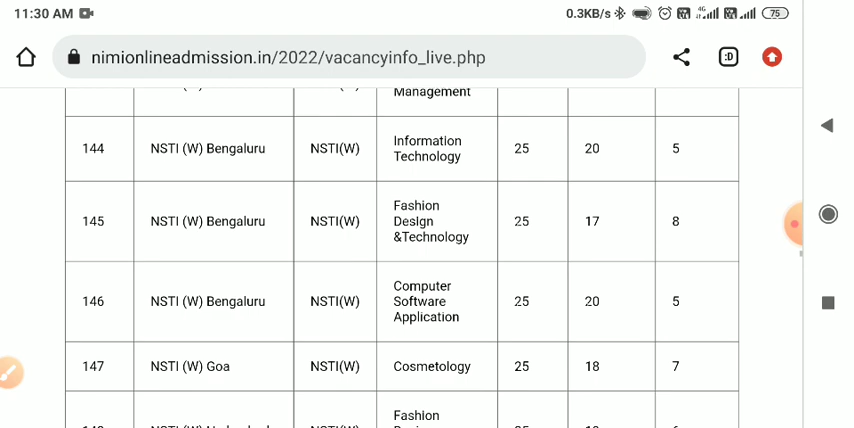 11:30 AM 0.3KB/s 4G 75
nimionlineadmission.in/2022/vacancyinfo_live.php :D
Management
144 NSTI (W) Bengaluru NSTI(W) Information Technology 25 20 5
145 NSTI (W) Bengaluru NSTI(W) Fashion Design &Technology 25 17 8
146 NSTI (W) Bengaluru NSTI(W) Computer Software Application 25 20 5
147 NSTI (W) Goa NSTI(W) Cosmetology 25 18 7
Fashion